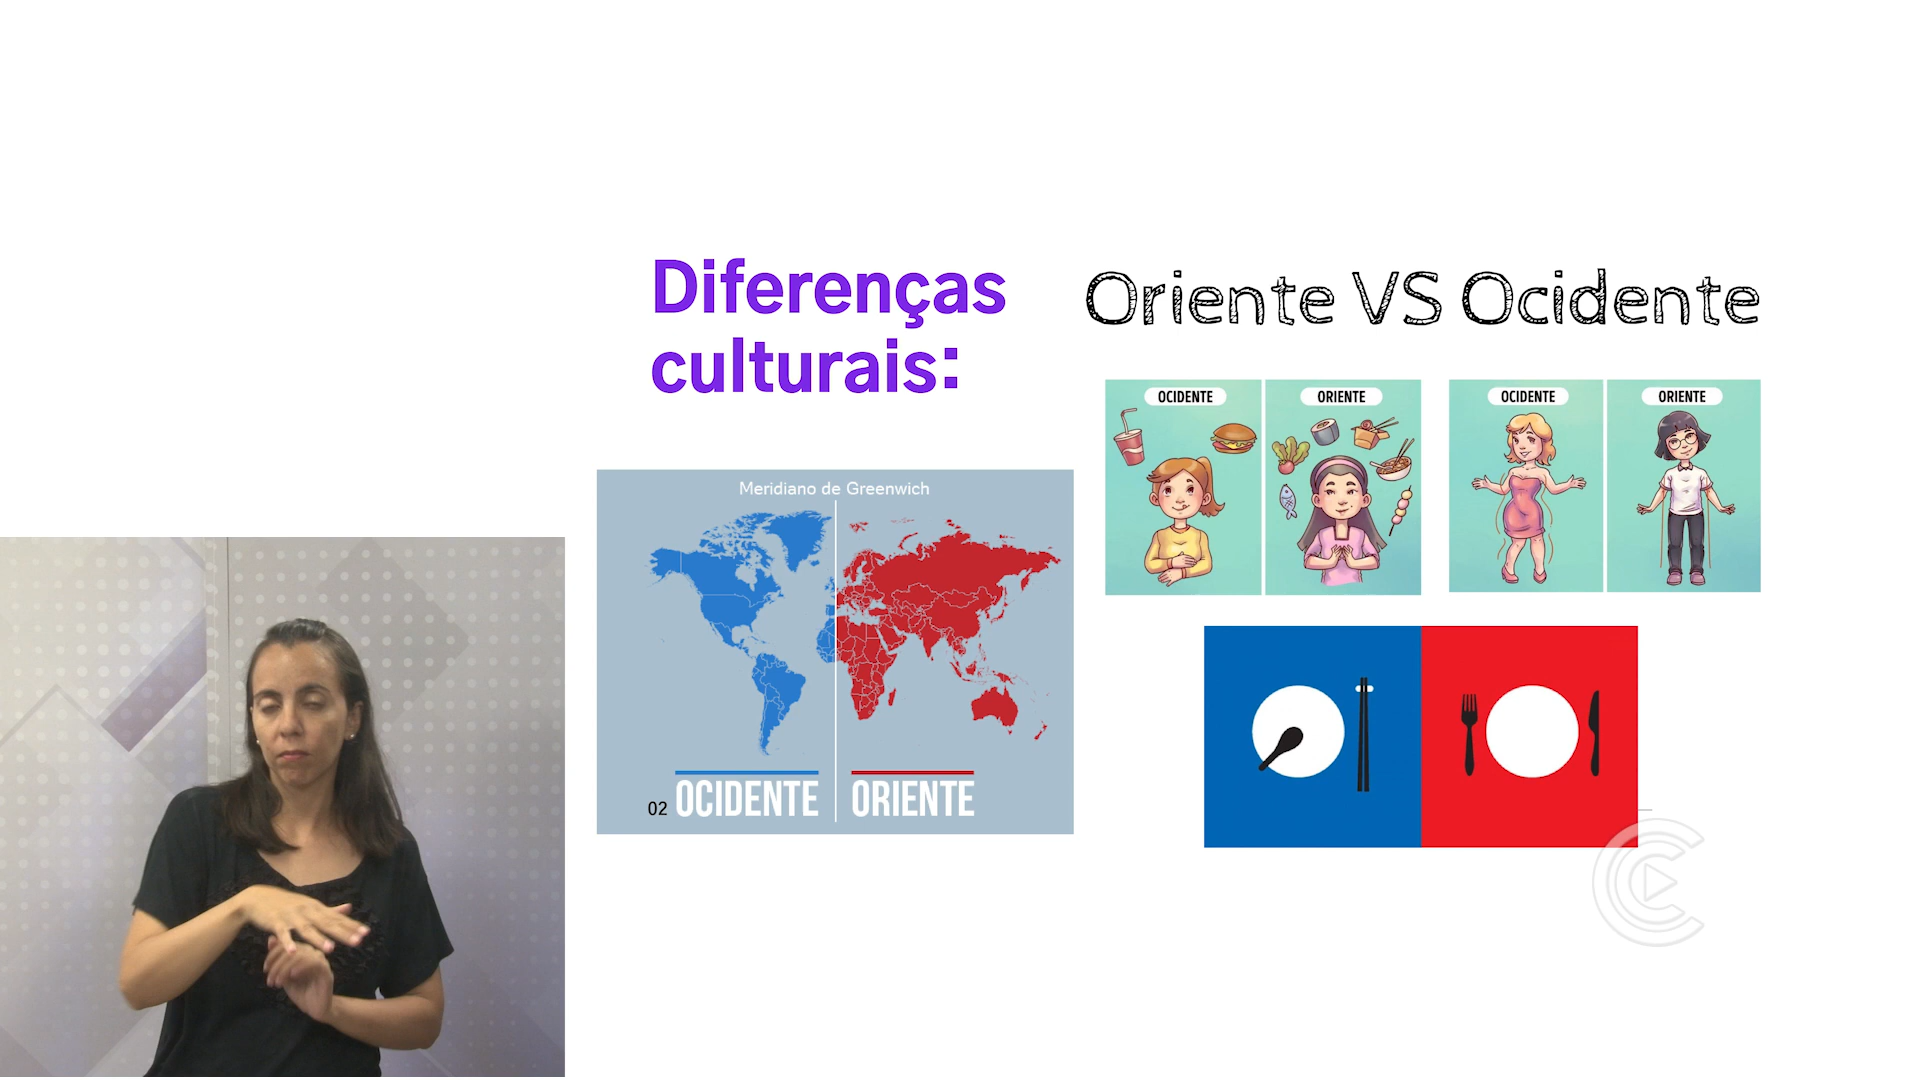 Diferenças
culturais:
Oriente VS Ocidente
Meridiano de Greenwich
02
OCIDENTE
ORIENTE
OCIDENTE
ORIENTE
OCIDENTE
ORIENTE